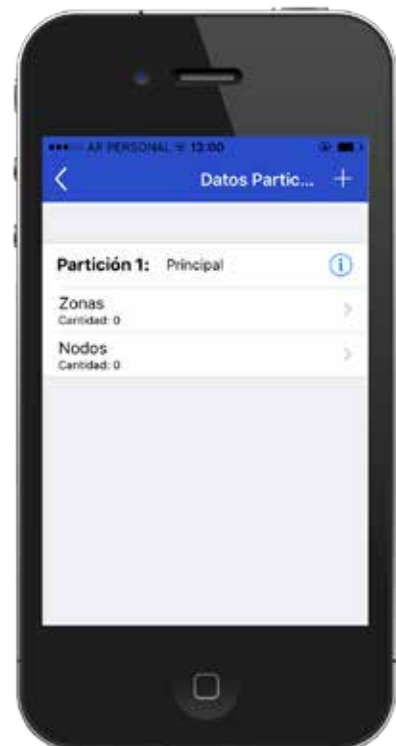 AR PERSONAL 13:00
Datos Partic...
Partición 1: Principal
Zonas
Cantidad: 0
Nodos
Cantidad: 0